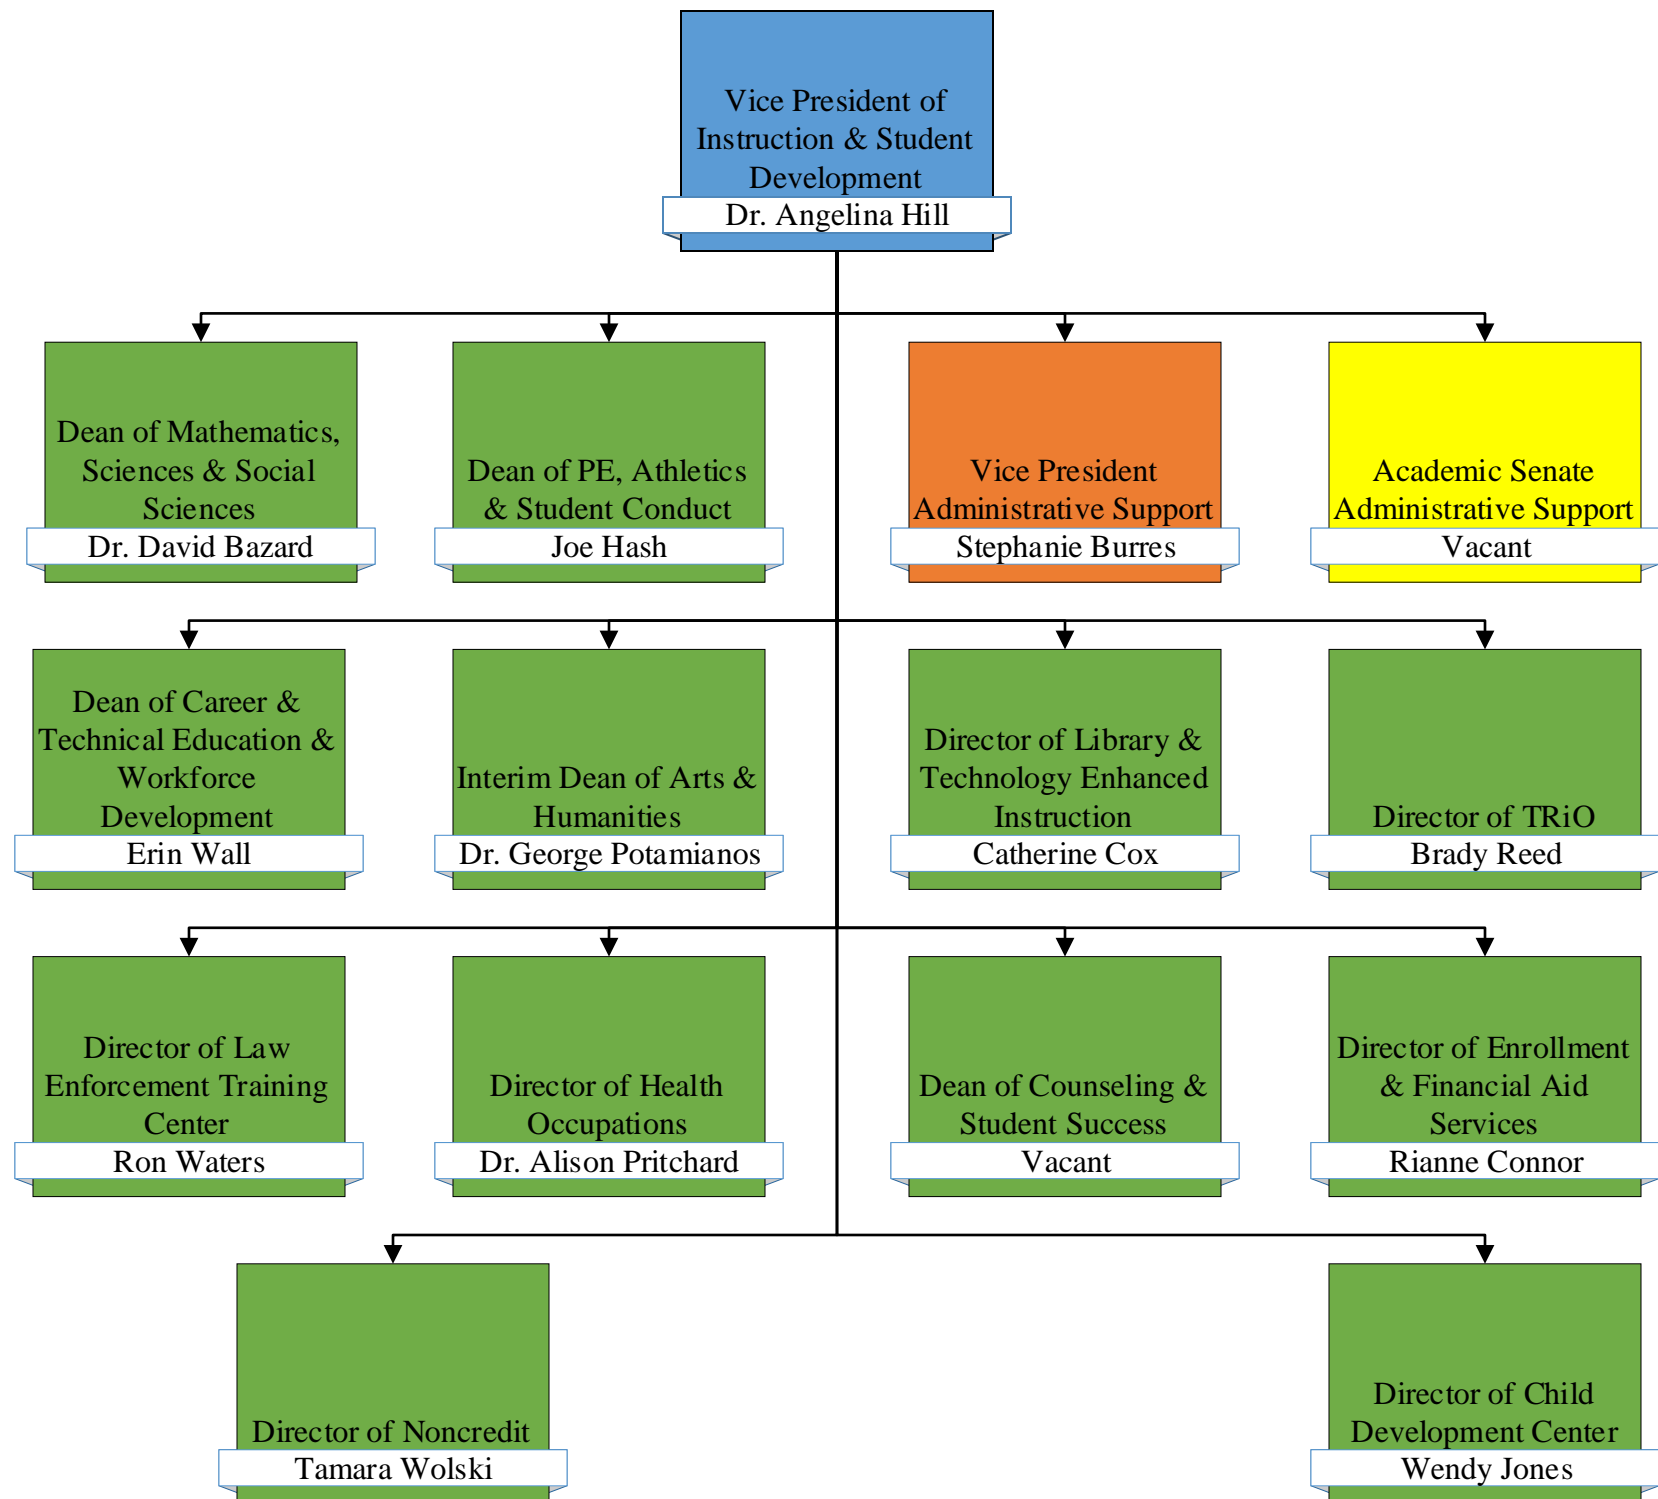 Vice President of
Instruction & Student
Development
Dr. Angelina Hill
Dean of Mathematics,
Sciences & Social
Sciences
Dr. David Bazard
Dean of PE, Athletics
& Student Conduct
Joe Hash
Vice President
Administrative Support
Stephanie Burres
Academic Senate
Administrative Support
Vacant
Dean of Career &
Technical Education &
Workforce
Development
Erin Wall
Interim Dean of Arts &
Humanities
Dr. George Potamianos
Director of Library &
Technology Enhanced
Instruction
Catherine Cox
Director of TRiO
Brady Reed
Director of Law
Enforcement Training
Center
Ron Waters
Director of Health
Occupations
Dr. Alison Pritchard
Dean of Counseling &
Student Success
Vacant
Director of Enrollment
& Financial Aid
Services
Rianne Connor
Director of Noncredit
Tamara Wolski
Director of Child
Development Center
Wendy Jones